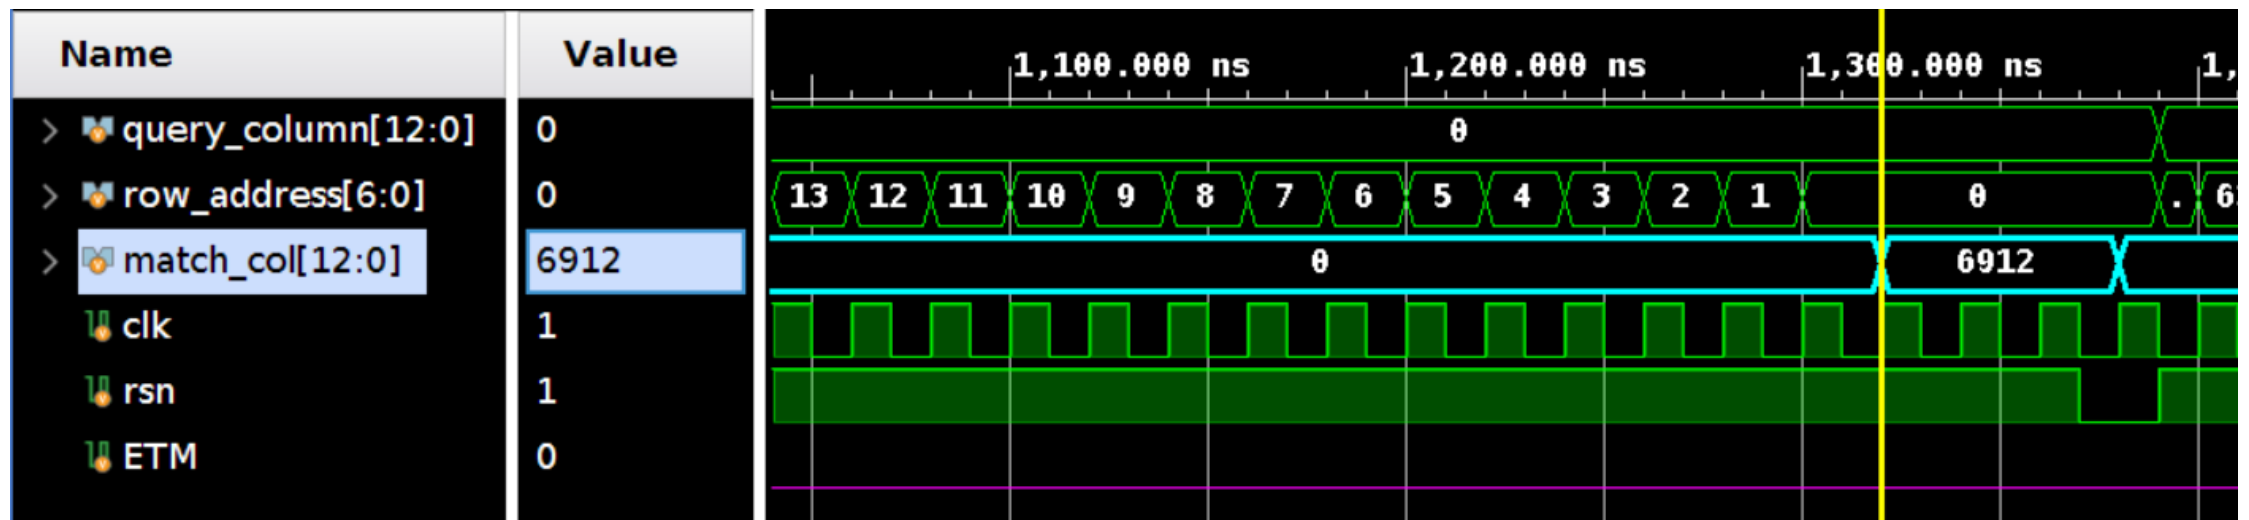 Name Value 1,100.000 ns 1,200.000 ns 1,300.000 ns 1,
query_column[12:0] 0 0
row_address[6:0] 0 13 12 11 10 9 8 7 6 5 4 3 2 1 0 . 6
match_col[12:0] 6912 0 6912
clk 1
rsn 1
ETM 0